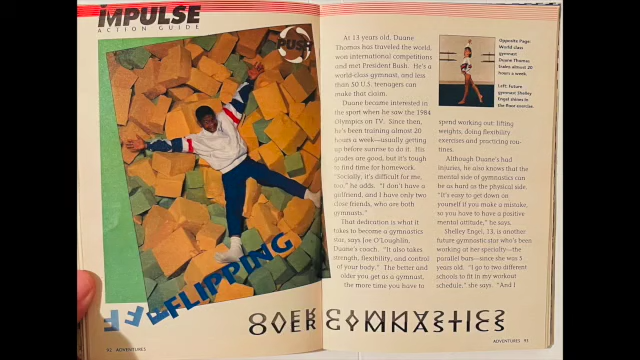 IMPULSE
ACTION GUIDE
PUSH
FLIPPING
92 ADVENTURES
At 13 years old, Duane
Thomas has traveled the world,
won international competitions
and met President Bush. He's a
world-class gymnast, and less
than 50 U.S. teenagers can
make that claim.
Duane became interested in
the sport when he saw the 1984
Olympics on TV. Since then,
he's been training almost 20
hours a week—usually getting
up before sunrise to do it. His
grades are good, but it's tough
to find time for homework.
"Socially, it's difficult for me,
too," he adds. "I don't have a
girlfriend, and I have only two
close friends, who are both
gymnasts."
That dedication is what it
takes to become a gymnastics
star, says Joe O'Loughlin,
Duane's coach. "It also takes
strength, flexibility, and control
of your body." The better and
older you get as a gymnast,
the more time you have to
Opposite Page:
World class
gymnast
Duane Thomas
trains almost 20
hours a week.
Left: Future
gymnast Shelley
Engel shines in
the floor exercise.
spend working out: lifting
weights, doing flexibility
exercises and practicing rou-
tines.
Although Duane's had
injuries, he also knows that the
mental side of gymnastics can
be as hard as the physical side.
"It's easy to get down on
yourself if you make a mistake,
so you have to have a positive
mental attitude," he says.
Shelley Engel, 13, is another
future gymnastic star who's been
working at her specialty—the
parallel bars—since she was 5
years old. "I go to two different
schools to fit in my workout
schedule," she says. "And I
OVER GYMNASTICS
ADVENTURES 93